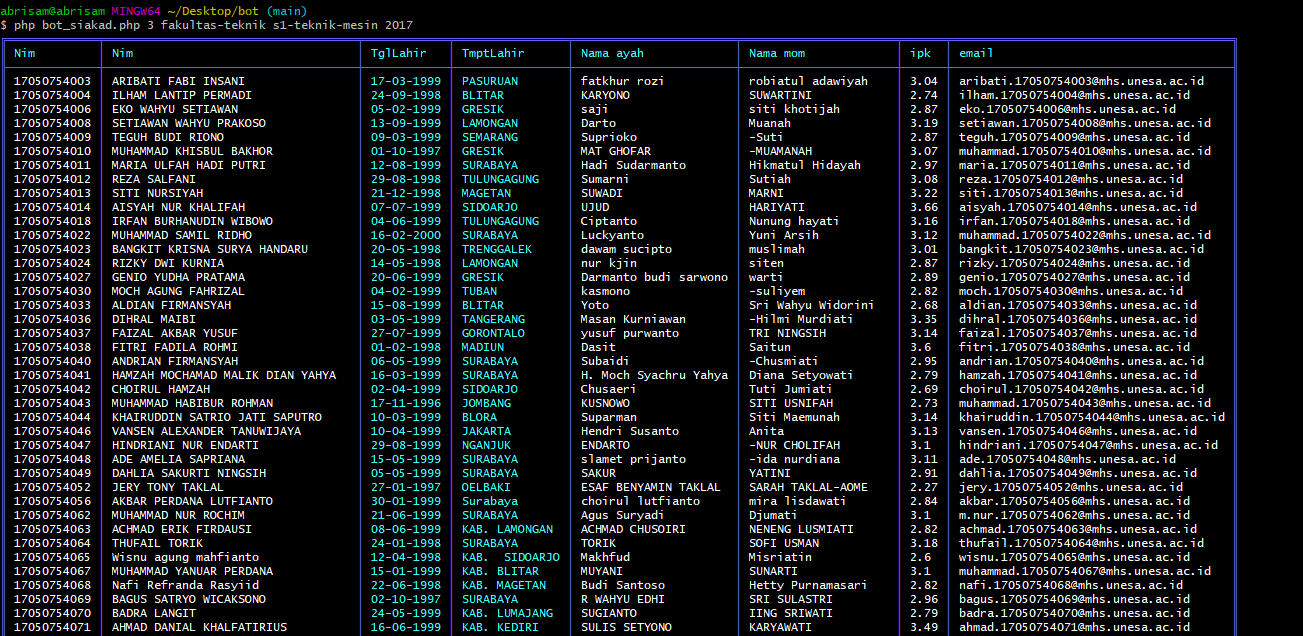 abrisam@abrisam MINGW64 ~/Desktop/bot (main)
$ php bot_siakad.php 3 fakultas-teknik s1-teknik-mesin 2017
Nim Nim TglLahir TmptLahir Nama ayah Nama mom ipk email
17050754003 ARIBATI FABI INSANI 17-03-1999 PASURUAN fatkhur rozi robiatul adawiyah 3.04 aribati.17050754003@mhs.unesa.ac.id
17050754004 ILHAM LANTIP PERMADI 24-09-1998 BLITAR KARYONO SUWARTINI 2.74 ilham.17050754004@mhs.unesa.ac.id
17050754006 EKO WAHYU SETIAWAN 05-02-1999 GRESIK saji siti khotijah 2.87 eko.17050754006@mhs.unesa.ac.id
17050754008 SETIAWAN WAHYU PRAKOSO 13-09-1999 LAMONGAN Darto Muanah 3.19 setiawan.17050754008@mhs.unesa.ac.id
17050754009 TEGUH BUDI RIONO 09-03-1999 SEMARANG Suprioko -Suti 2.87 teguh.17050754009@mhs.unesa.ac.id
17050754010 MUHAMMAD KHISBUL BAKHOR 01-10-1997 GRESIK MAT GHOFAR -MUAMANAH 3.07 muhammad.17050754010@mhs.unesa.ac.id
17050754011 MARIA ULFAH HADI PUTRI 12-08-1999 SURABAYA Hadi Sudarmanto Hikmatul Hidayah 2.97 maria.17050754011@mhs.unesa.ac.id
17050754012 REZA SALFANI 29-08-1998 TULUNGAGUNG Sumarni Sutiah 3.08 reza.17050754012@mhs.unesa.ac.id
17050754013 SITI NURSIYAH 21-12-1998 MAGETAN SUWADI MARNI 3.22 siti.17050754013@mhs.unesa.ac.id
17050754014 AISYAH NUR KHALIFAH 07-07-1999 SIDOARJO UJUD HARIYATI 3.66 aisyah.17050754014@mhs.unesa.ac.id
17050754018 IRFAN BURHANUDIN WIBOWO 04-06-1999 TULUNGAGUNG Ciptanto Nunung hayati 3.16 irfan.17050754018@mhs.unesa.ac.id
17050754022 MUHAMMAD SAMIL RIDHO 16-02-2000 SURABAYA Luckyanto Yuni Arsih 3.12 muhammad.17050754022@mhs.unesa.ac.id
17050754023 BANGKIT KRISNA SURYA HANDARU 20-05-1998 TRENGGALEK dawam sucipto muslimah 3.01 bangkit.17050754023@mhs.unesa.ac.id
17050754024 RIZKY DWI KURNIA 14-05-1998 LAMONGAN nur kjin siten 2.87 rizky.17050754024@mhs.unesa.ac.id
17050754027 GENIO YUDHA PRATAMA 20-06-1999 GRESIK Darmanto budi sarwono warti 2.89 genio.17050754027@mhs.unesa.ac.id
17050754030 MOCH AGUNG FAHRIZAL 04-02-1999 TUBAN kasmono -suliyem 2.82 moch.17050754030@mhs.unesa.ac.id
17050754033 ALDIAN FIRMANSYAH 15-08-1999 BLITAR Yoto Sri Wahyu Widorini 2.68 aldian.17050754033@mhs.unesa.ac.id
17050754036 DIHRAL MAIBI 03-05-1999 TANGERANG Masan Kurniawan -Hilmi Murdiati 3.35 dihral.17050754036@mhs.unesa.ac.id
17050754037 FAIZAL AKBAR YUSUF 27-07-1999 GORONTALO yusuf purwanto TRI NINGSIH 3.14 faizal.17050754037@mhs.unesa.ac.id
17050754038 FITRI FADILA ROHMI 01-02-1998 MADIUN Dasit Saitun 3.6 fitri.17050754038@mhs.unesa.ac.id
17050754040 ANDRIAN FIRMANSYAH 06-05-1999 SURABAYA Subaidi -Chusmiati 2.95 andrian.17050754040@mhs.unesa.ac.id
17050754041 HAMZAH MOCHAMAD MALIK DIAN YAHYA 16-03-1999 SURABAYA H. Moch Syachru Yahya Diana Setyowati 2.79 hamzah.17050754041@mhs.unesa.ac.id
17050754042 CHOIRUL HAMZAH 02-04-1999 SIDOARJO Chusaeri Tuti Jumiati 2.69 choirul.17050754042@mhs.unesa.ac.id
17050754043 MUHAMMAD HABIBUR ROHMAN 17-11-1996 JOMBANG KUSNOWO SITI USNIFAH 2.73 muhammad.17050754043@mhs.unesa.ac.id
17050754044 KHAIRUDDIN SATRIO JATI SAPUTRO 10-03-1999 BLORA Suparman Siti Maemunah 3.14 khairuddin.17050754044@mhs.unesa.ac.id
17050754046 VANSEN ALEXANDER TANUWIJAYA 10-04-1999 JAKARTA Hendri Susanto Anita 3.13 vansen.17050754046@mhs.unesa.ac.id
17050754047 HINDRIANI NUR ENDARTI 29-08-1999 NGANJUK ENDARTO -NUR CHOLIFAH 3.1 hindriani.17050754047@mhs.unesa.ac.id
17050754048 ADE AMELIA SAPRIANA 15-05-1999 SURABAYA slamet prijanto -ida nurdiana 3.11 ade.17050754048@mhs.unesa.ac.id
17050754049 DAHLIA SAKURTI NINGSIH 05-05-1999 SURABAYA SAKUR YATINI 2.91 dahlia.17050754049@mhs.unesa.ac.id
17050754052 JERY TONY TAKLAL 27-01-1997 OELBAKI ESAF BENYAMIN TAKLAL SARAH TAKLAL-AOME 2.27 jery.17050754052@mhs.unesa.ac.id
17050754056 AKBAR PERDANA LUTFIANTO 30-01-1999 Surabaya choirul lutfianto mira lisdawati 2.84 akbar.17050754056@mhs.unesa.ac.id
17050754062 MUHAMMAD NUR ROCHIM 21-06-1999 SURABAYA Agus Suryadi Djumati 3.1 m.nur.17050754062@mhs.unesa.ac.id
17050754063 ACHMAD ERIK FIRDAUSI 08-06-1999 KAB. LAMONGAN ACHMAD CHUSOIRI NENENG LUSMIATI 2.82 achmad.17050754063@mhs.unesa.ac.id
17050754064 THUFAIL TORIK 24-01-1998 SURABAYA TORIK SOFI USMAN 3.18 thufail.17050754064@mhs.unesa.ac.id
17050754065 Wisnu agung mahfianto 12-04-1998 KAB.  SIDOARJO Makhfud Misriatin 2.6 wisnu.17050754065@mhs.unesa.ac.id
17050754067 MUHAMMAD YANUAR PERDANA 15-01-1999 KAB. BLITAR MUYANI SUNARTI 3.1 muhammad.17050754067@mhs.unesa.ac.id
17050754068 Nafi Refranda Rasyiid 22-06-1998 KAB. MAGETAN Budi Santoso Hetty Purnamasari 2.82 nafi.17050754068@mhs.unesa.ac.id
17050754069 BAGUS SATRYO WICAKSONO 02-10-1997 SURABAYA R WAHYU EDHI SRI SULASTRI 2.96 bagus.17050754069@mhs.unesa.ac.id
17050754070 BADRA LANGIT 24-05-1999 KAB. LUMAJANG SUGIANTO IING SRIWATI 2.79 badra.17050754070@mhs.unesa.ac.id
17050754071 AHMAD DANIAL KHALFATIRIUS 16-06-1999 KAB. KEDIRI SULIS SETYONO KARYAWATI 3.49 ahmad.17050754071@mhs.unesa.ac.id